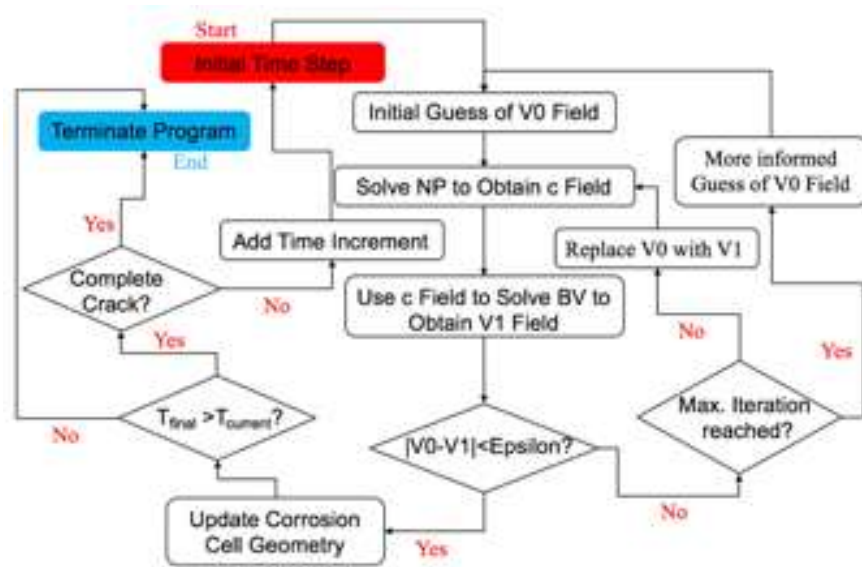 Start
Initial Time Step
Initial Guess of V0 Field
Terminate Program
End
More informed
Guess of V0 Field
Solve NP to Obtain c Field
Yes
Add Time Increment
Replace V0 with V1
Complete
Crack?
No
Use c Field to Solve BV to
Obtain V1 Field
No
Yes
Yes
Max. Iteration
reached?
T_final >T_current?
No
|V0-V1|<Epsilon?
No
Update Corrosion
Cell Geometry
Yes